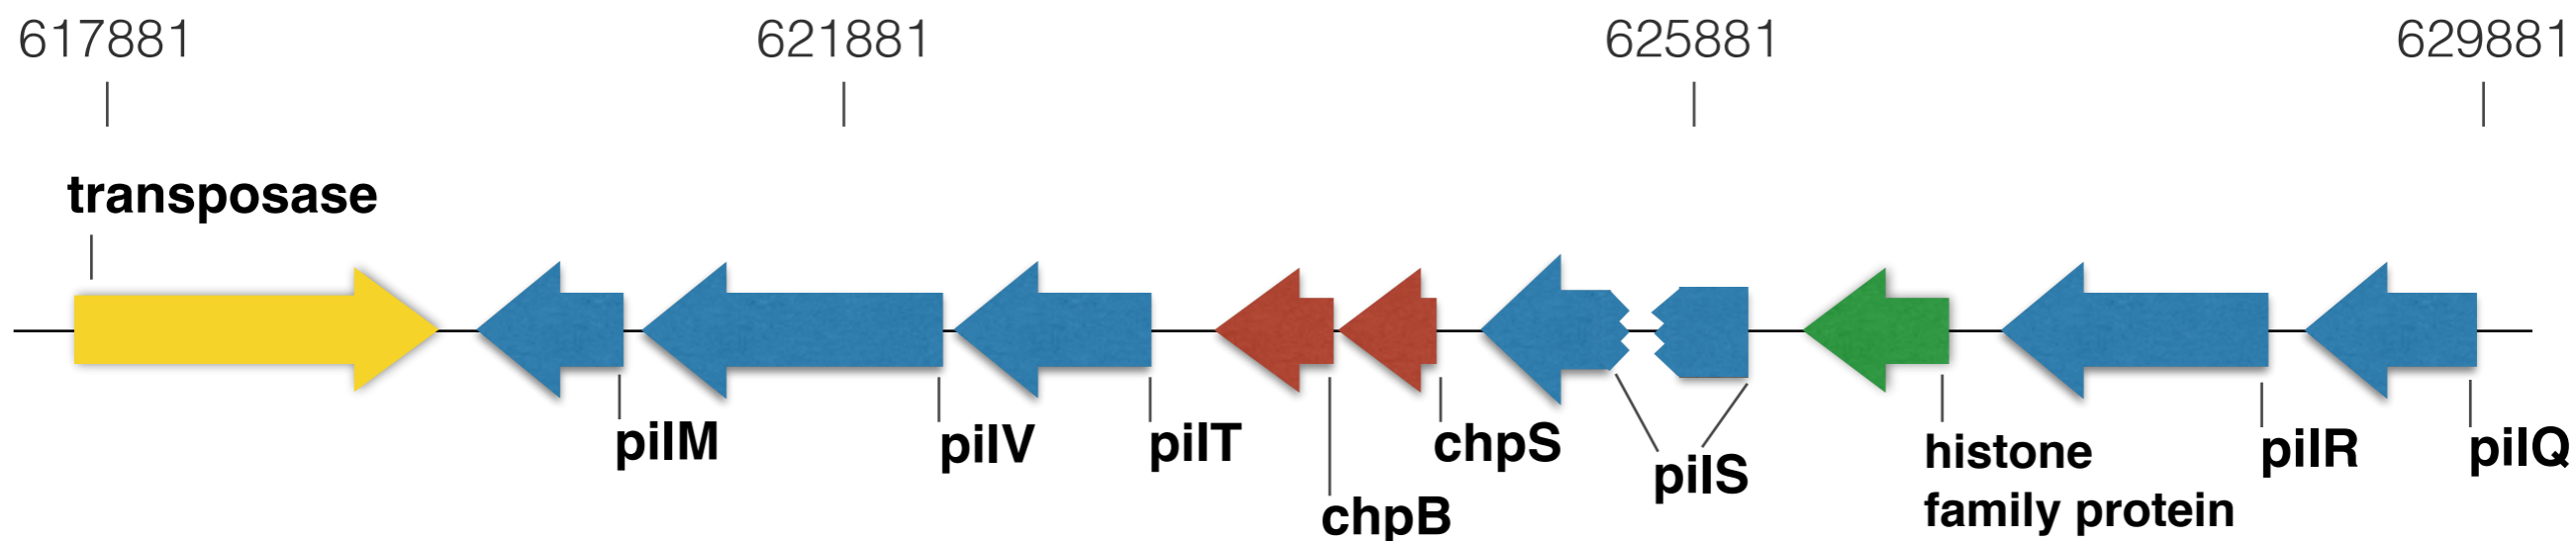 617881
621881
625881
629881
transposase
pilM
pilV
pilT
chpB
chpS
pilS
histone
family protein
pilR
pilQ